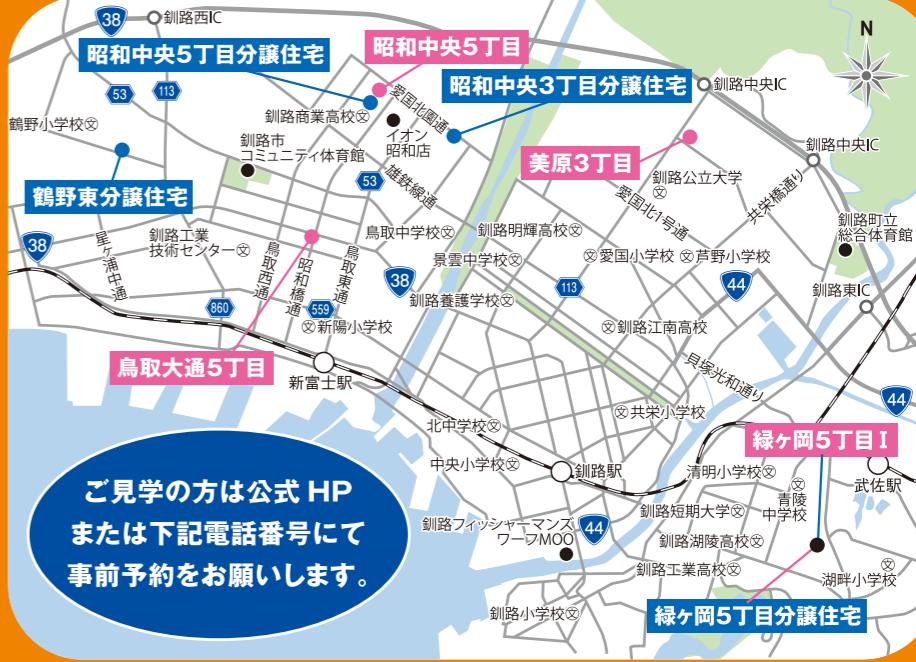 38
釧路西IC
N
昭和中央5丁目分譲住宅
昭和中央5丁目
昭和中央3丁目分譲住宅
53
113
愛国北園通
釧路中央IC
釧路商業高校
イオン
昭和店
鶴野小学校
釧路市
コミュニティ体育館
美原3丁目
釧路中央IC
53
雄鉄線通
釧路公立大学
共栄橋通り
鶴野東分譲住宅
愛国北1号通
釧路町立
総合体育館
38
星ヶ浦中通
釧路工業
技術センター
鳥取西通
昭和橋通
鳥取東通
鳥取中学校
釧路明輝高校
景雲中学校
愛国小学校
芦野小学校
38
113
44
釧路東IC
釧路養護学校
860
559
新陽小学校
釧路江南高校
鳥取大通5丁目
新富士駅
貝塚光和通り
44
北中学校
共栄小学校
緑ヶ岡5丁目Ⅰ
中央小学校
釧路駅
清明小学校
武佐駅
ご見学の方は公式 HP
または下記電話番号にて
事前予約をお願いします。
青陵
中学校
釧路短期大学
釧路フィッシャーマンズ
ワーフMOO
44
釧路湖陵高校
釧路工業高校
湖畔小学校
釧路小学校
緑ヶ岡5丁目分譲住宅